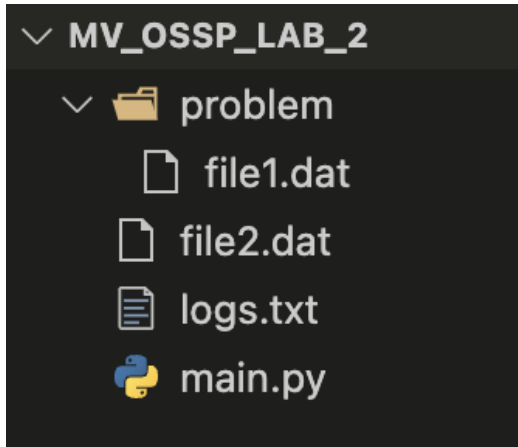 MV_OSSP_LAB_2
problem
file1.dat
file2.dat
logs.txt
main.py